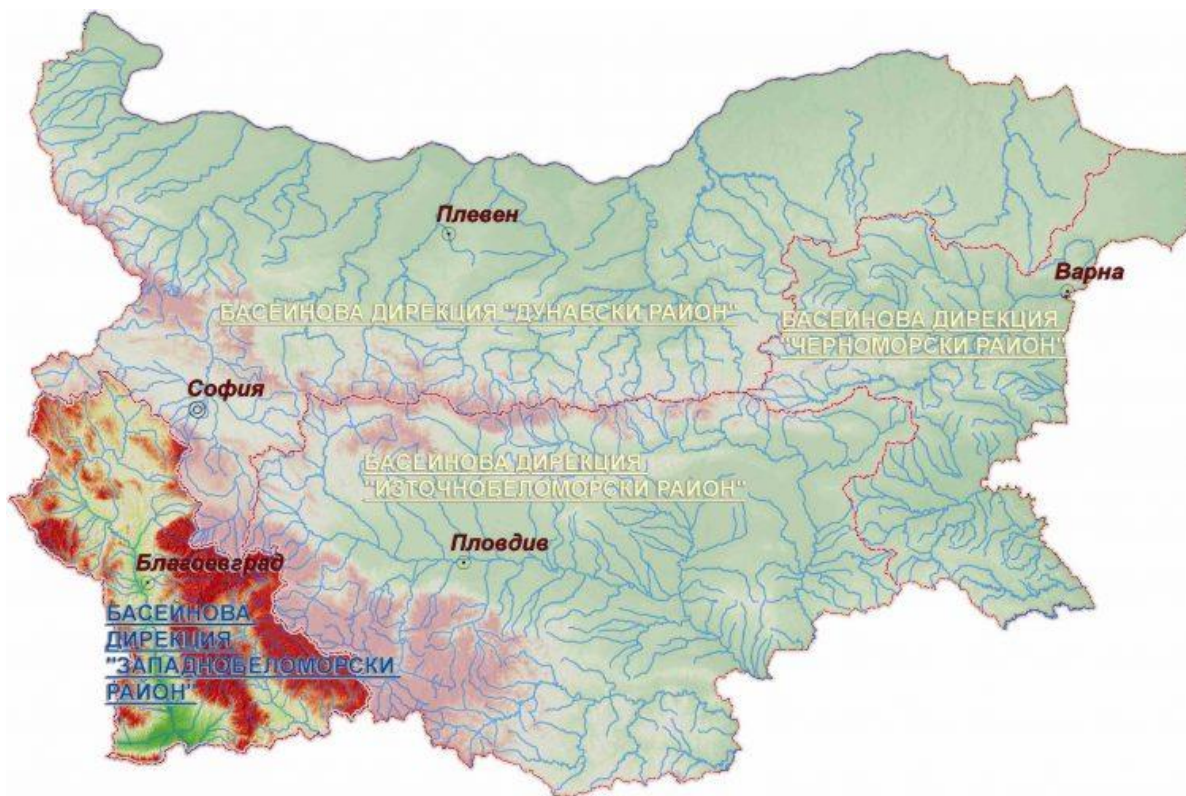 Плевен
Варна
БАСЕЙНОВА ДИРЕКЦИЯ "ДУНАВСКИ РАЙОН"
БАСЕЙНОВА ДИРЕКЦИЯ
"ЧЕРНОМОРСКИ РАЙОН"
София
БАСЕЙНОВА ДИРЕКЦИЯ
"ИЗТОЧНОБЕЛОМОРСКИ РАЙОН"
Пловдив
Благоевград
БАСЕЙНОВА
ДИРЕКЦИЯ
"ЗАПАДНОБЕЛОМОРСКИ
РАЙОН"